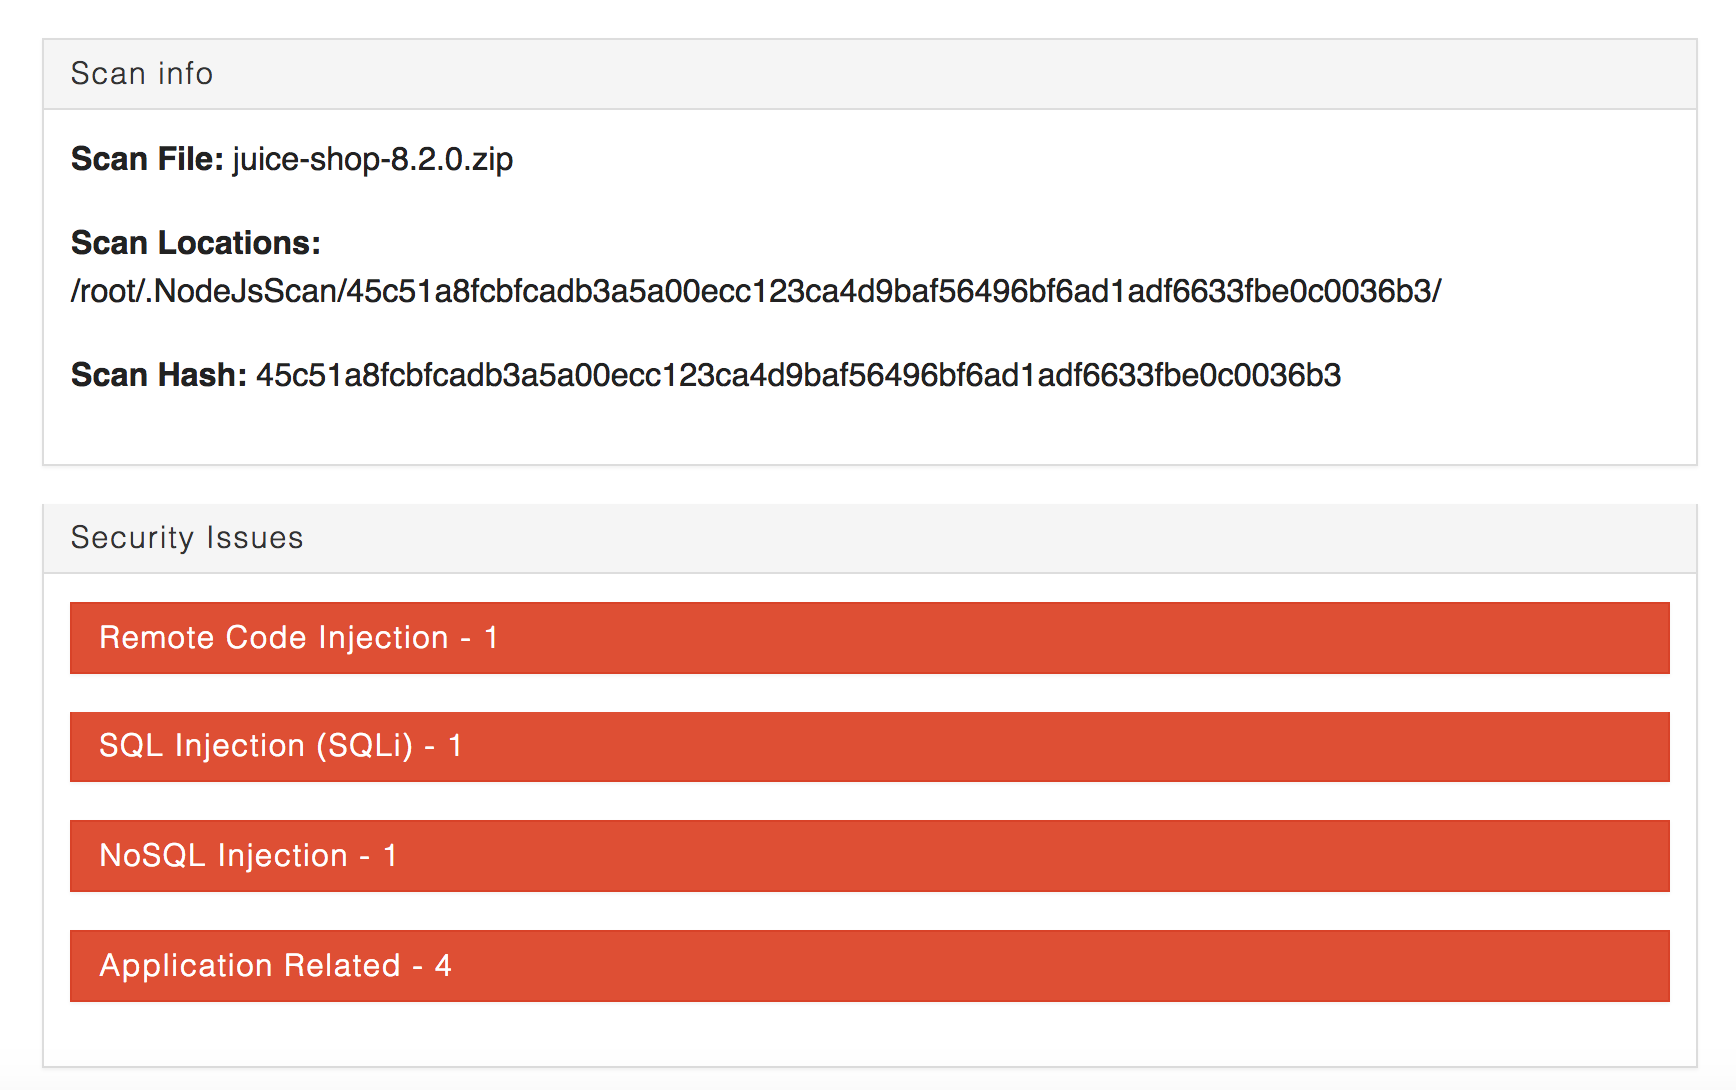 Scan info
Scan File: juice-shop-8.2.0.zip
Scan Locations:
/root/.NodeJsScan/45c51a8fcbfcadb3a5a00ecc123ca4d9baf56496bf6ad1adf6633fbe0c0036b3/
Scan Hash: 45c51a8fcbfcadb3a5a00ecc123ca4d9baf56496bf6ad1adf6633fbe0c0036b3
Security Issues
Remote Code Injection - 1
SQL Injection (SQLi) - 1
NoSQL Injection - 1
Application Related - 4